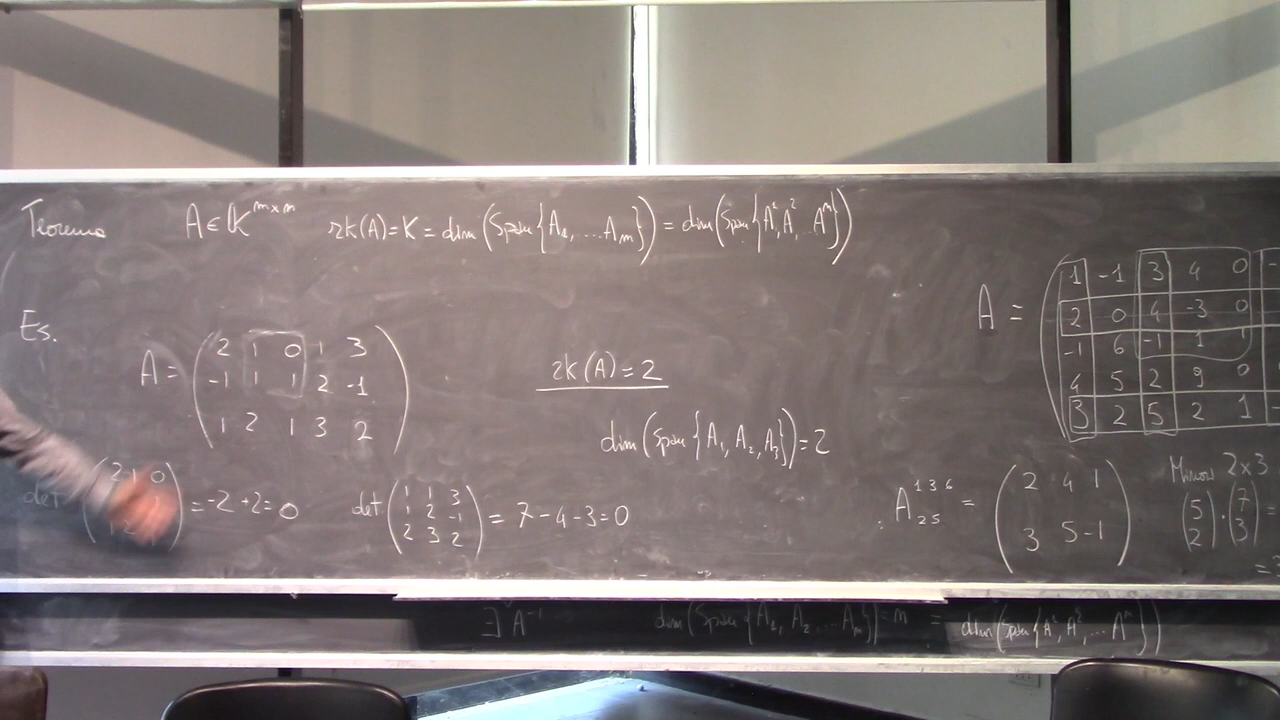 Teorema A ∈ K^{m×n} rk(A)=K=dim(Span{A_1, ...A_m})=dim(Span{A^1, A^2, .. A^n})
Es.
A = ( 2 1 0 1 3
-1 1 1 2 -1
1 2 1 3 2 )
rk(A)=2
dim(Span{A_1, A_2, A_3})=2
= -2+2=0
det ( 1 1 3
1 2 -1
2 3 2 ) = 7-4-3=0
A = ( 1 -1 3 4 0
2 0 4 -3 0
-1 6 -1 1 1
4 5 2 9 0
3 2 5 2 1
A^{136}_{25} = ( 2 4 1
3 5 -1 )
Minori 2×3
(5 2)·(7 3) =
∃ A^{-1} dim(Span{A_1, A_2, ... A_n})=n = dim(Span{A^1, A^2, ... A^n})